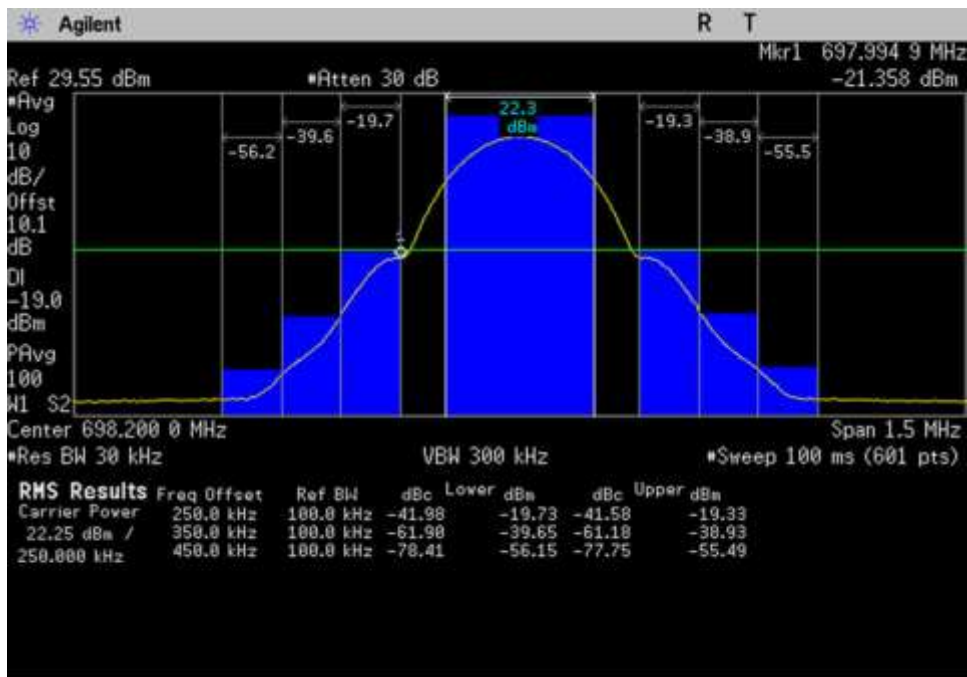 Agilent R T
Mkr1 697.994 9 MHz
Ref 29.55 dBm #Atten 30 dB -21.358 dBm
#Avg
Log
10
dB/
Offst
10.1
dB
DI
-19.0
dBm
PAvg
100
W1 S2
-56.2
-39.6
-19.7
22.3
dBm
-19.3
-38.9
-55.5
1
Center 698.200 0 MHz Span 1.5 MHz
#Res BW 30 kHz VBW 300 kHz #Sweep 100 ms (601 pts)
RMS Results Freq Offset Ref BW dBc Lower dBm dBc Upper dBm
Carrier Power 250.0 kHz 100.0 kHz -41.98 -19.73 -41.58 -19.33
22.25 dBm / 350.0 kHz 100.0 kHz -61.90 -39.65 -61.18 -38.93
250.000 kHz 450.0 kHz 100.0 kHz -78.41 -56.15 -77.75 -55.49